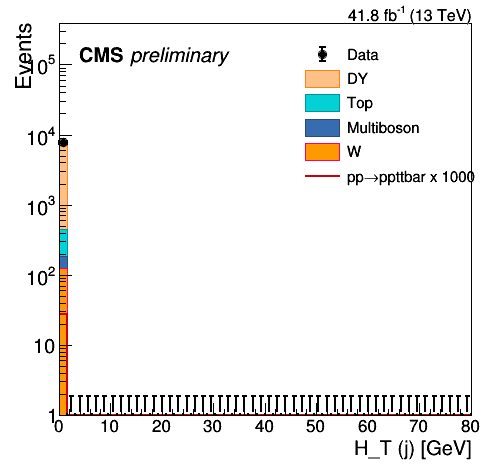 41.8 fb⁻¹ (13 TeV)
Events
CMS preliminary
Data
DY
Top
Multiboson
W
pp→ppttbar x 1000
10⁵
10⁴
10³
10²
10
1
0 10 20 30 40 50 60 70 80
H_T (j) [GeV]